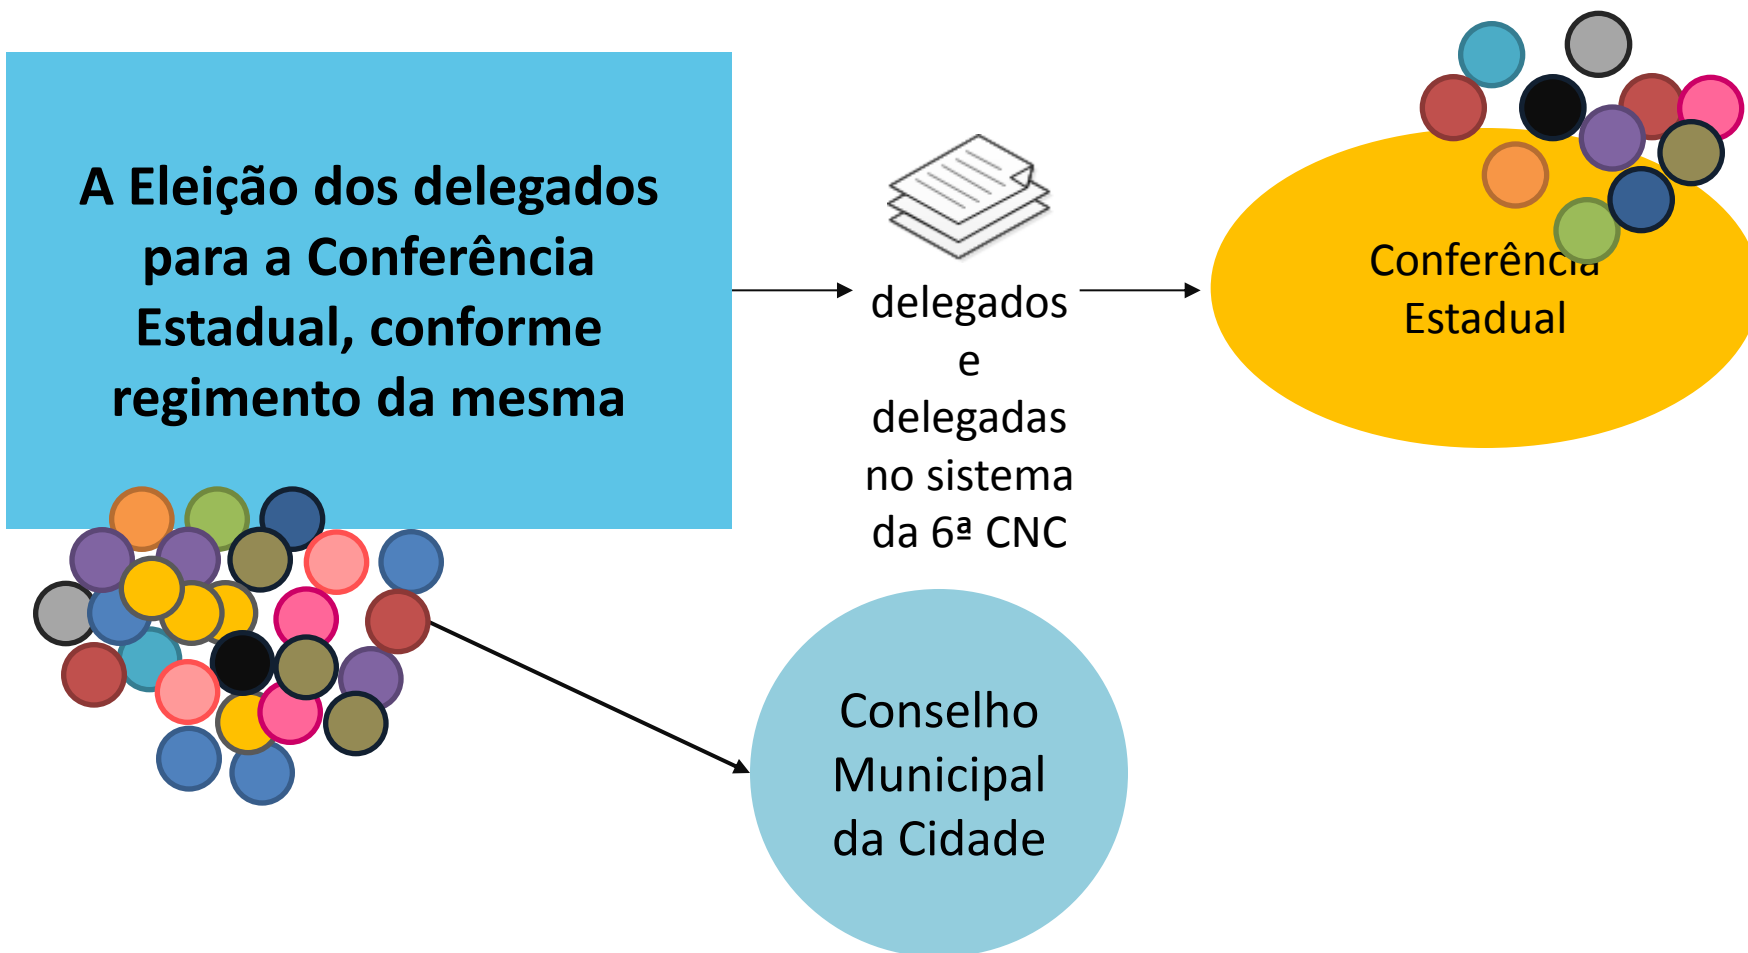 A Eleição dos delegados
para a Conferência
Estadual, conforme
regimento da mesma
delegados
e
delegadas
no sistema
da 6ª CNC
Conferência
Estadual
Conselho
Municipal
da Cidade